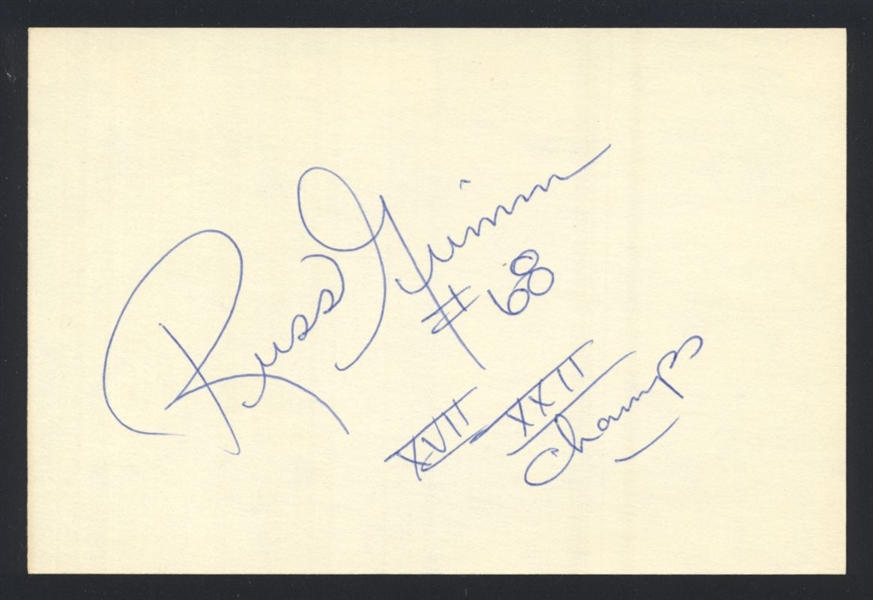 Russ Grimm
#68
XVII XXII
Champs